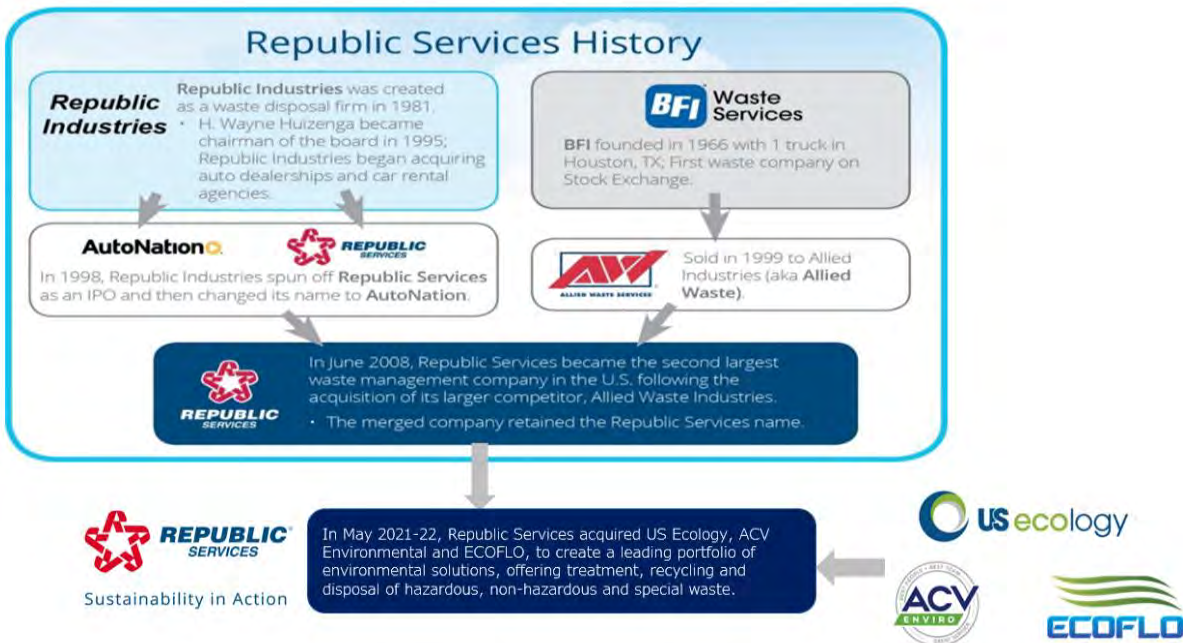 Republic Services History
Republic
Industries
Republic Industries was created
as a waste disposal firm in 1981.
• H. Wayne Huizenga became
chairman of the board in 1995;
Republic Industries began acquiring
auto dealerships and car rental
agencies.
BFI Waste
Services
BFI founded in 1966 with 1 truck in
Houston, TX; First waste company on
Stock Exchange.
AutoNation
REPUBLIC
SERVICES
In 1998, Republic Industries spun off Republic Services
as an IPO and then changed its name to AutoNation.
AW
ALLIED WASTE SERVICES
Sold in 1999 to Allied
Industries (aka Allied
Waste).
REPUBLIC
SERVICES
In June 2008, Republic Services became the second largest
waste management company in the U.S. following the
acquisition of its larger competitor, Allied Waste Industries.
• The merged company retained the Republic Services name.
REPUBLIC
SERVICES
Sustainability in Action
In May 2021-22, Republic Services acquired US Ecology, ACV
Environmental and ECOFLO, to create a leading portfolio of
environmental solutions, offering treatment, recycling and
disposal of hazardous, non-hazardous and special waste.
US ecology
ACV
ENVIRO
ECOFLO